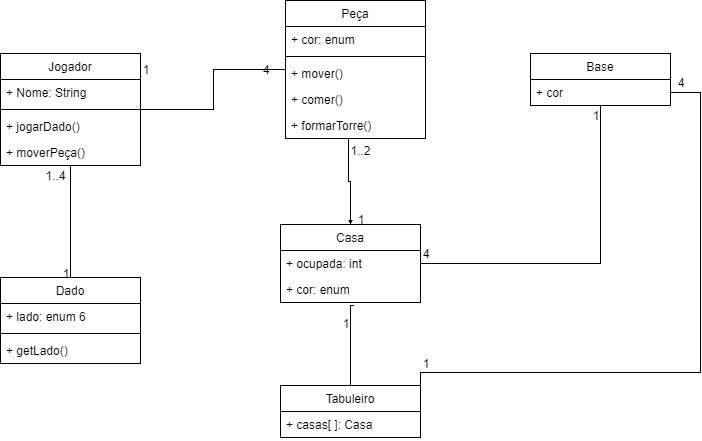 Peça
+ cor: enum
+ mover()
+ comer()
+ formarTorre()
Jogador
+ Nome: String
+ jogarDado()
+ moverPeça()
1
4
Base
+ cor
4
1
1..2
1..4
1
Casa
+ ocupada: int
+ cor: enum
4
1
Dado
+ lado: enum 6
+ getLado()
1
1
Tabuleiro
+ casas[ ]: Casa